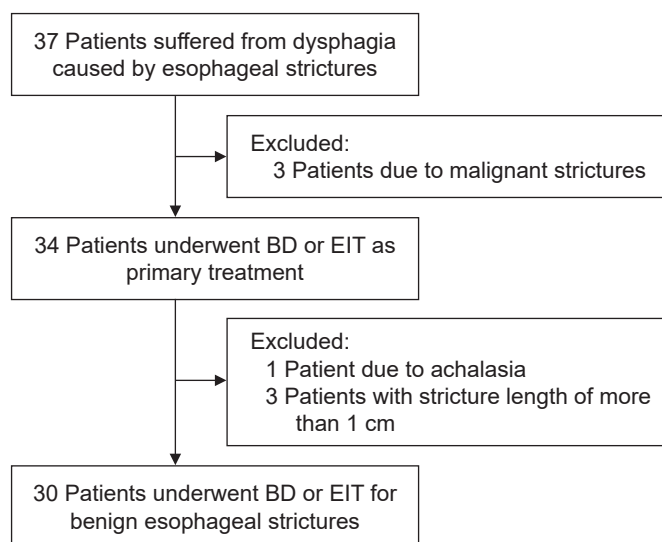 37 Patients suffered from dysphagia
caused by esophageal strictures
Excluded:
3 Patients due to malignant strictures
34 Patients underwent BD or EIT as
primary treatment
Excluded:
1 Patient due to achalasia
3 Patients with stricture length of more
than 1 cm
30 Patients underwent BD or EIT for
benign esophageal strictures